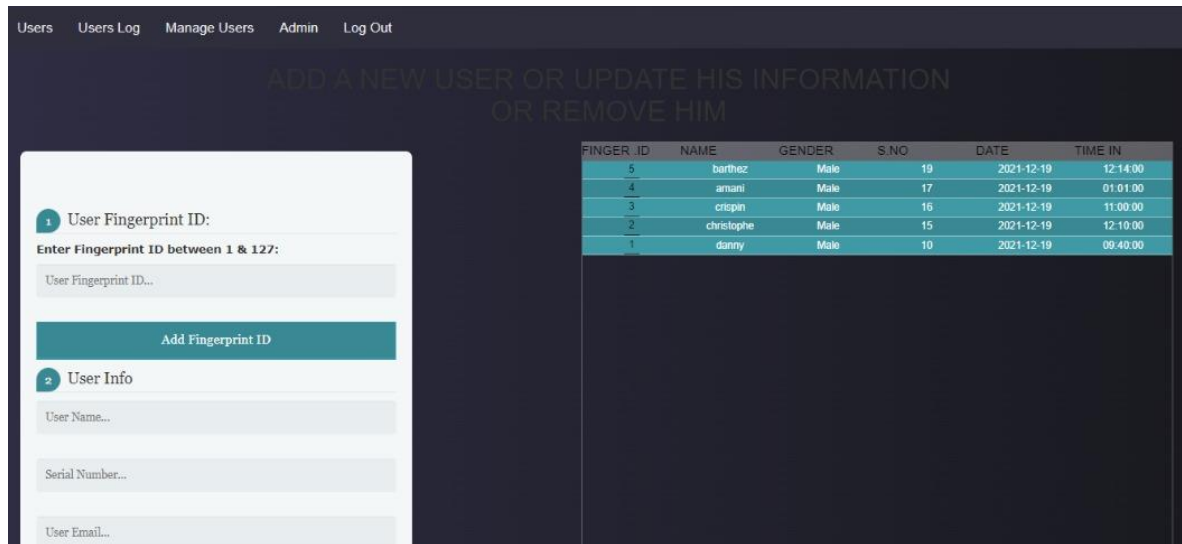 Users Users Log Manage Users Admin Log Out
ADD A NEW USER OR UPDATE HIS INFORMATION
OR REMOVE HIM
1 User Fingerprint ID:
Enter Fingerprint ID between 1 & 127:
User Fingerprint ID...
Add Fingerprint ID
2 User Info
User Name...
Serial Number...
User Email...
FINGER .ID NAME GENDER S.NO DATE TIME IN
5 barthez Male 19 2021-12-19 12:14:00
4 amani Male 17 2021-12-19 01:01:00
3 crispin Male 16 2021-12-19 11:00:00
2 christophe Male 15 2021-12-19 12:10:00
1 danny Male 10 2021-12-19 09:40:00